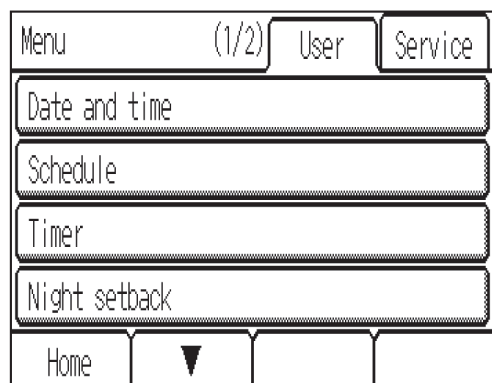 Menu (1/2) User Service
Date and time
Schedule
Timer
Night setback
Home ▼